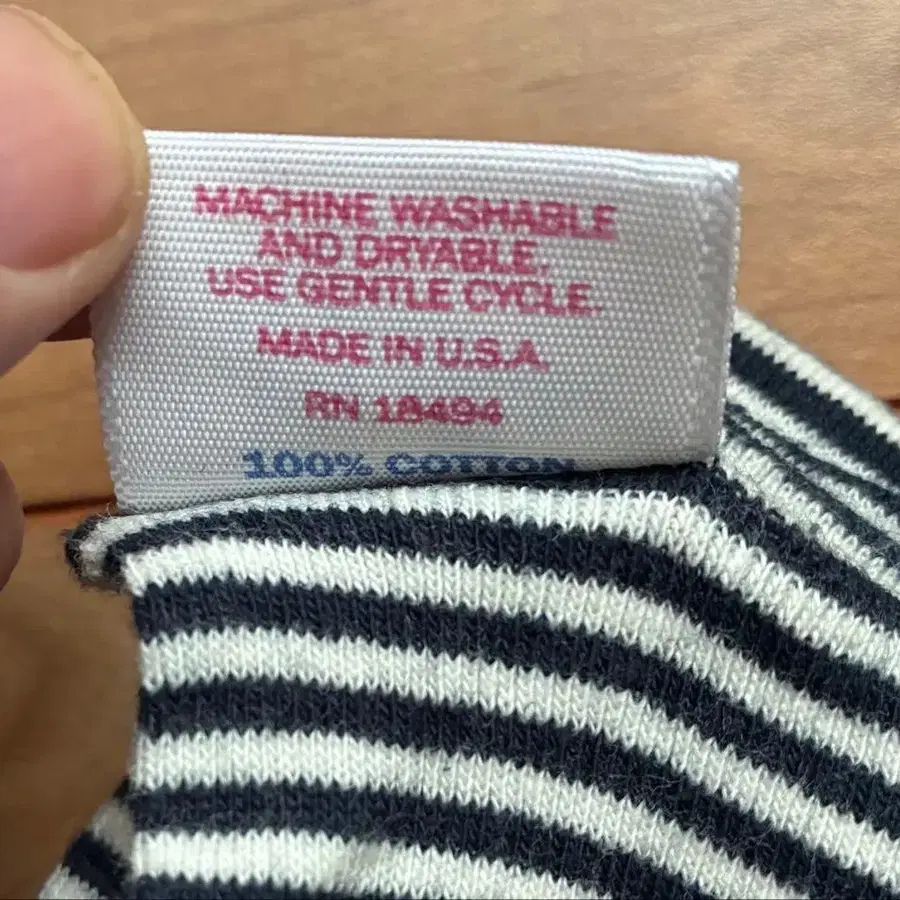 MACHINE WASHABLE
AND DRYABLE.
USE GENTLE CYCLE.
MADE IN U.S.A.
RN 18494
100% COTTON